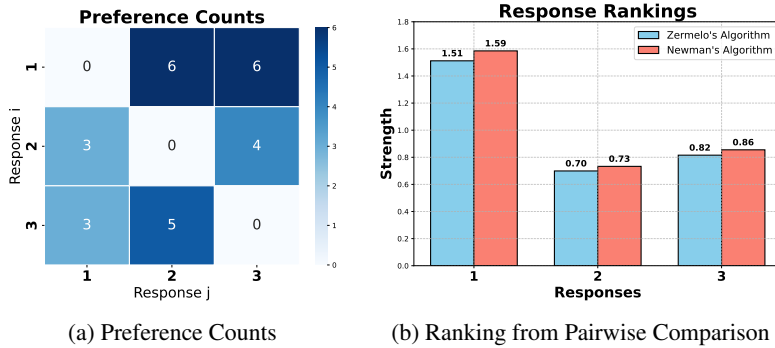 Preference Counts
Response i
1
2
3
0 6 6
3 0 4
3 5 0
1 2 3
Response j
6
5
4
3
2
1
0
(a) Preference Counts
Response Rankings
Strength
1.8
1.6
1.4
1.2
1.0
0.8
0.6
0.4
0.2
0.0
Zermelo's Algorithm
Newman's Algorithm
1.51 1.59
0.70 0.73
0.82 0.86
1 2 3
Responses
(b) Ranking from Pairwise Comparison